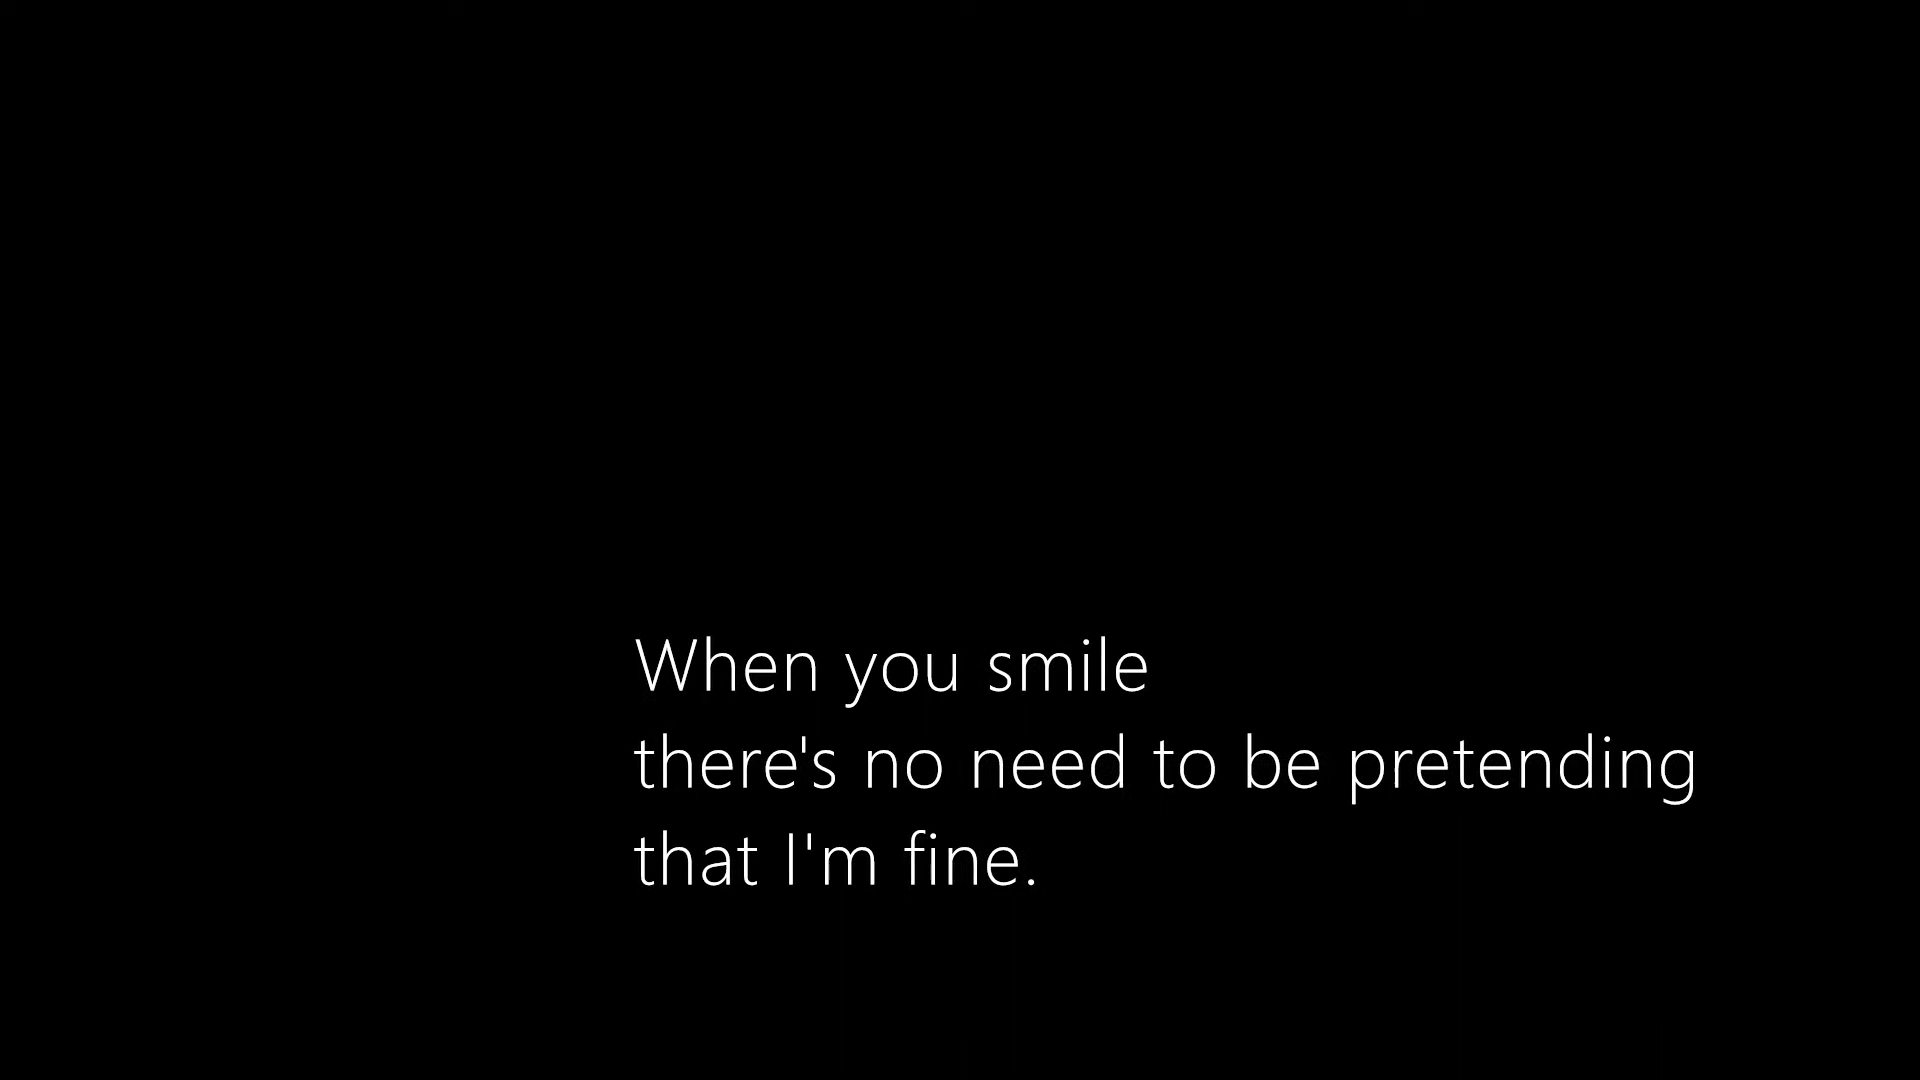 When you smile
there's no need to be pretending
that I'm fine.